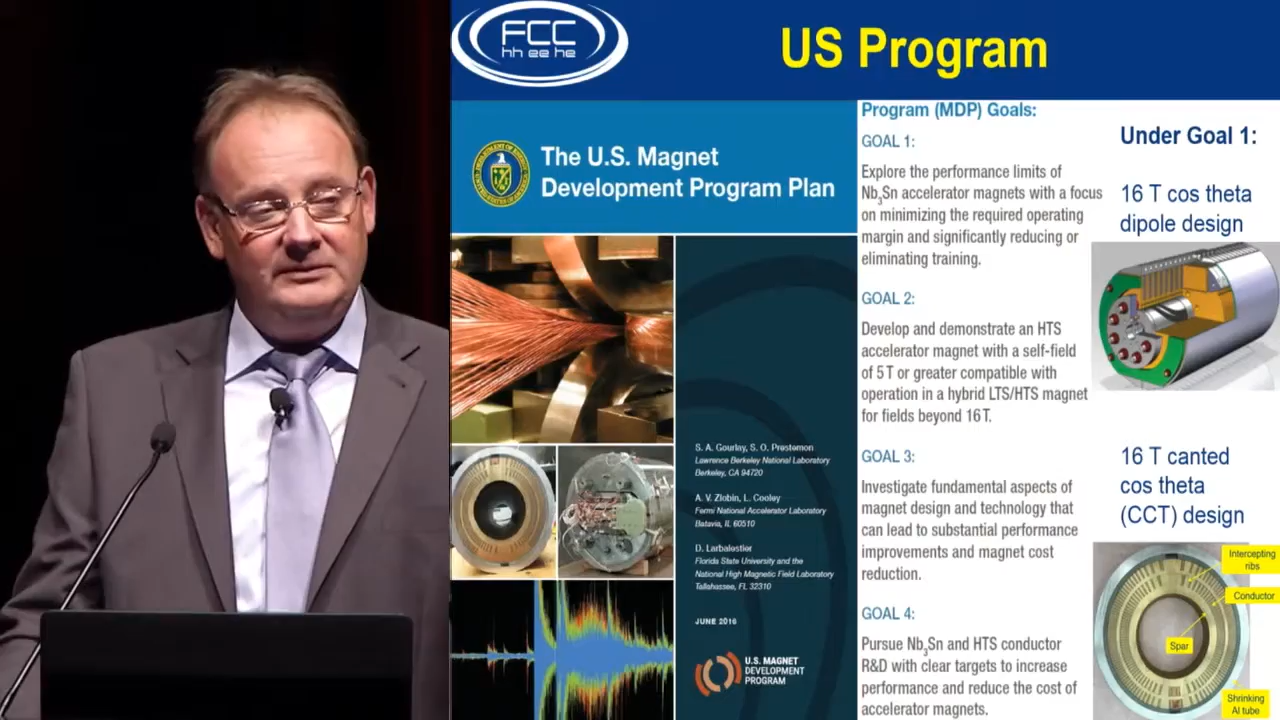 FCC
hh ee he
US Program
The U.S. Magnet
Development Program Plan
S. A. Gourlay, S. O. Prestemon
Lawrence Berkeley National Laboratory
Berkeley, CA 94720
A. V. Zlobin, L. Cooley
Fermi National Accelerator Laboratory
Batavia, IL 60510
D. Larbalestier
Florida State University and the
National High Magnetic Field Laboratory
Tallahassee, FL 32310
JUNE 2016
U.S. MAGNET
DEVELOPMENT
PROGRAM
Program (MDP) Goals:
GOAL 1:
Explore the performance limits of
Nb₃Sn accelerator magnets with a focus
on minimizing the required operating
margin and significantly reducing or
eliminating training.
GOAL 2:
Develop and demonstrate an HTS
accelerator magnet with a self-field
of 5 T or greater compatible with
operation in a hybrid LTS/HTS magnet
for fields beyond 16 T.
GOAL 3:
Investigate fundamental aspects of
magnet design and technology that
can lead to substantial performance
improvements and magnet cost
reduction.
GOAL 4:
Pursue Nb₃Sn and HTS conductor
R&D with clear targets to increase
performance and reduce the cost of
accelerator magnets.
Under Goal 1:
16 T cos theta
dipole design
16 T canted
cos theta
(CCT) design
Intercepting
ribs
Conductor
Spar
Shrinking
Al tube